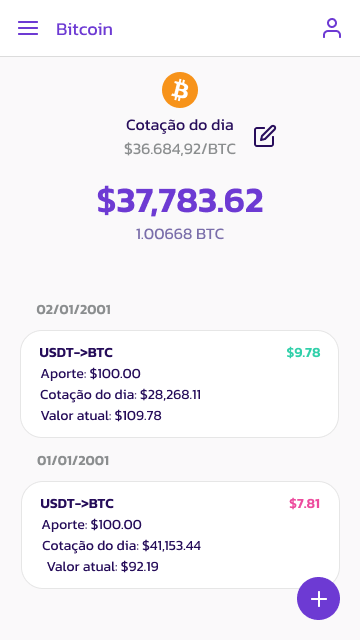 Bitcoin
Cotação do dia
$36.684,92/BTC
$37,783.62
1.00668 BTC
02/01/2001
USDT->BTC $9.78
Aporte: $100.00
Cotação do dia: $28,268.11
Valor atual: $109.78
01/01/2001
USDT->BTC $7.81
Aporte: $100.00
Cotação do dia: $41,153.44
Valor atual: $92.19